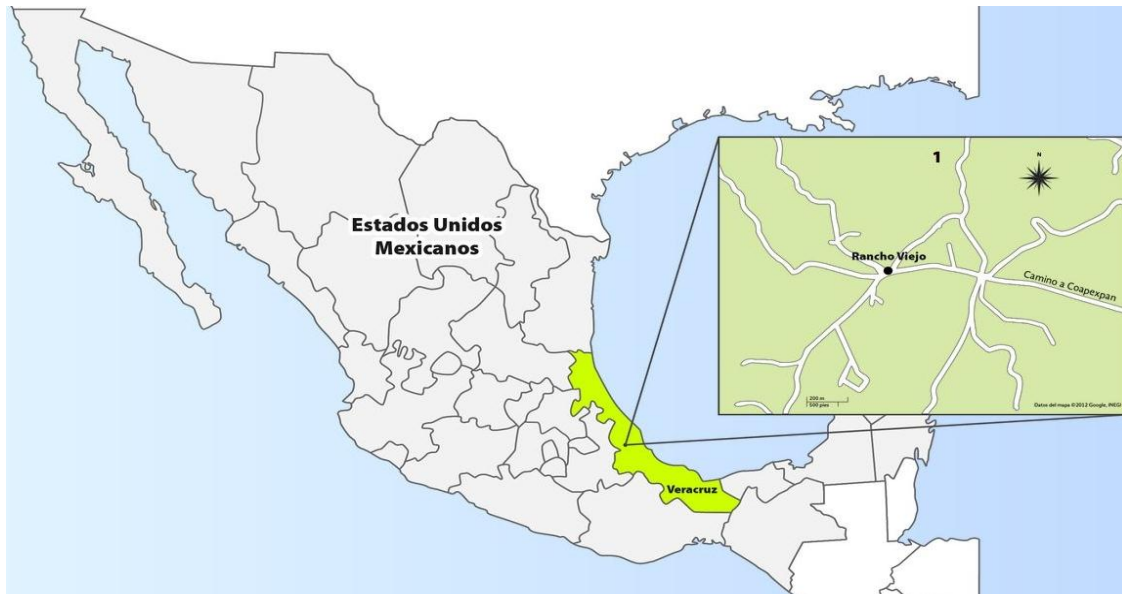 Estados Unidos
Mexicanos
1
N
Rancho Viejo
Camino a Coapexpan
200 m
500 pies
Datos del mapa ©2012 Google, INEGI
Veracruz